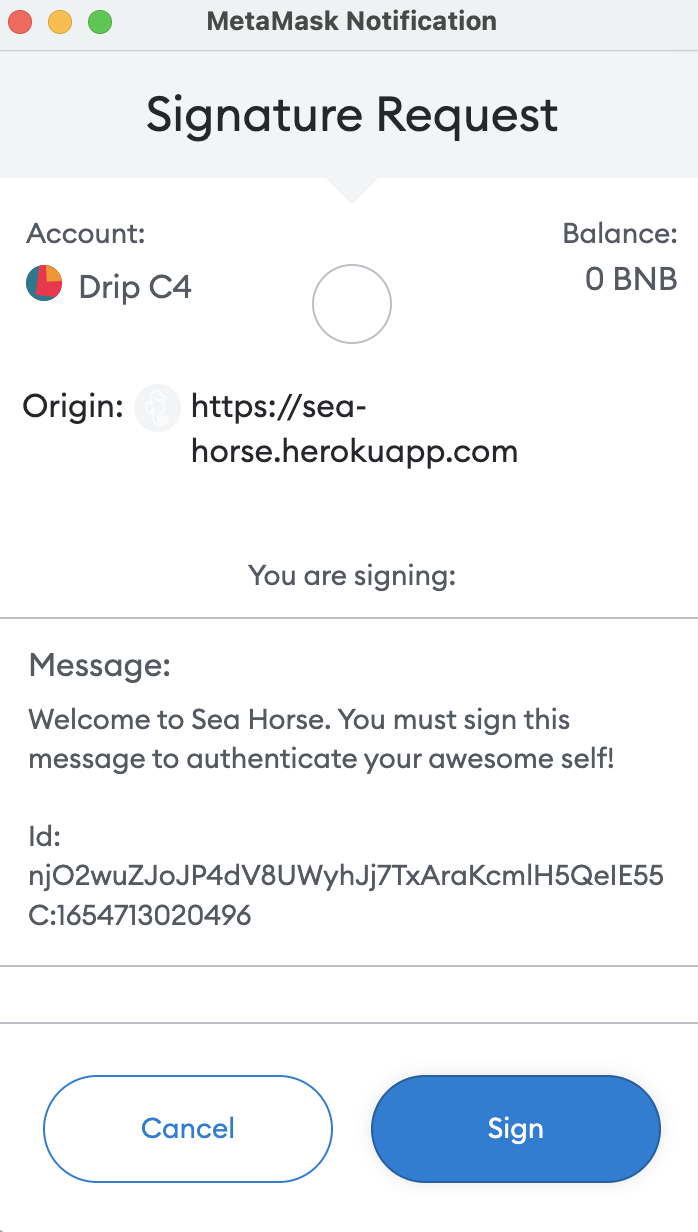 MetaMask Notification
Signature Request
Account:
Balance:
Drip C4
0 BNB
Origin:
https://sea-
horse.herokuapp.com
You are signing:
Message:
Welcome to Sea Horse. You must sign this
message to authenticate your awesome self!
Id:
njO2wuZJoJP4dV8UWyhJj7TxAraKcmlH5QeIE55
C:1654713020496
Cancel
Sign